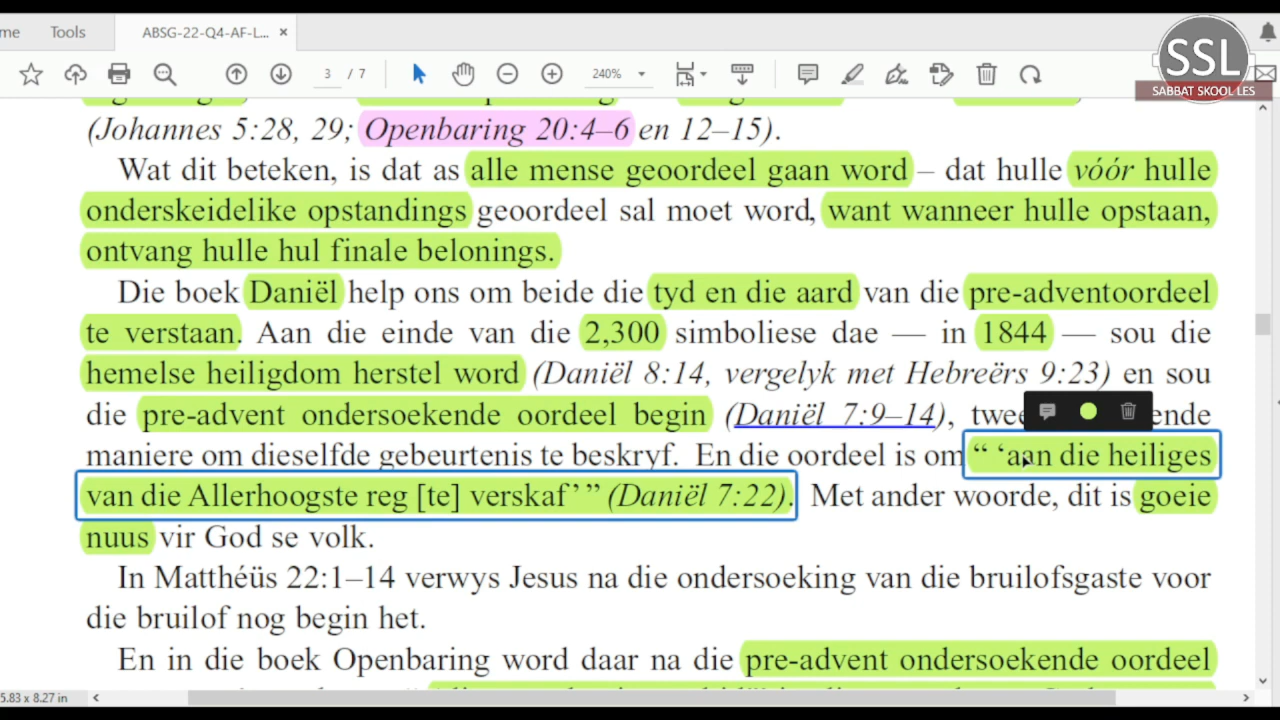 me Tools ABSG-22-Q4-AF-L... ×
SSL
SABBAT SKOOL LES
3 / 7 240%
(Johannes 5:28, 29; Openbaring 20:4–6 en 12–15).
Wat dit beteken, is dat as alle mense geoordeel gaan word – dat hulle vóór hulle
onderskeidelike opstandings geoordeel sal moet word, want wanneer hulle opstaan,
ontvang hulle hul finale belonings.
Die boek Daniël help ons om beide die tyd en die aard van die pre-adventoordeel
te verstaan. Aan die einde van die 2,300 simboliese dae — in 1844 — sou die
hemelse heiligdom herstel word (Daniël 8:14, vergelyk met Hebreërs 9:23) en sou
die pre-advent ondersoekende oordeel begin (Daniël 7:9–14), twee ende
maniere om dieselfde gebeurtenis te beskryf. En die oordeel is om “ ‘aan die heiliges
van die Allerhoogste reg [te] verskaf’ ” (Daniël 7:22). Met ander woorde, dit is goeie
nuus vir God se volk.
In Matthéüs 22:1–14 verwys Jesus na die ondersoeking van die bruilofsgaste voor
die bruilof nog begin het.
En in die boek Openbaring word daar na die pre-advent ondersoekende oordeel
5.83 x 8.27 in